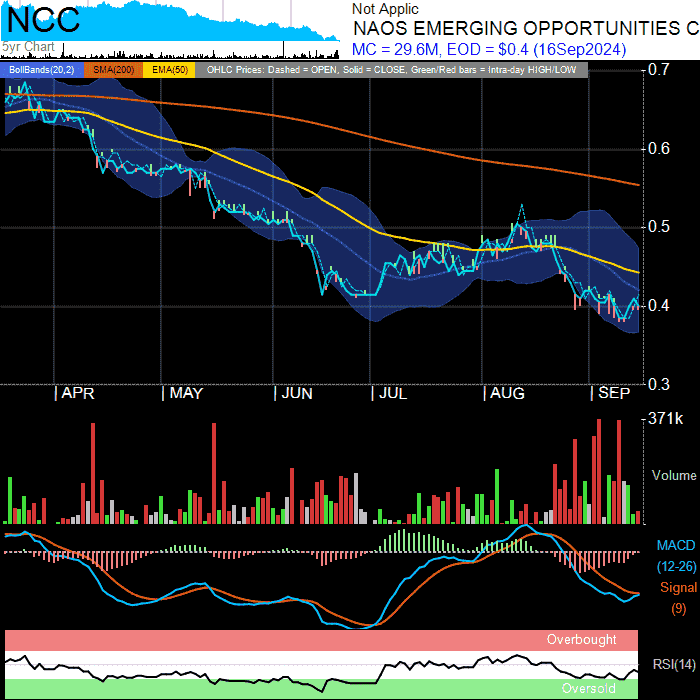 NCC
5yr Chart
Not Applic
NAOS EMERGING OPPORTUNITIES C
MC = 29.6M, EOD = $0.4 (16Sep2024)
BollBands(20,2) SMA(200) EMA(50) OHLC Prices: Dashed = OPEN, Solid = CLOSE, Green/Red bars = Intra-day HIGH/LOW
0.7
0.6
0.5
0.4
0.3
| APR | MAY | JUN | JUL | AUG | SEP
371k
Volume
MACD
(12-26)
Signal
(9)
Overbought
RSI(14)
Oversold